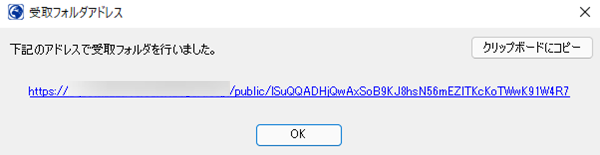 受取フォルダアドレス
下記のアドレスで受取フォルダを行いました。
クリップボードにコピー
https:// /public/ISuQQADHjQwAxSoB9KJ8hsN56mEZITKcKoTWwK91W4R7
OK